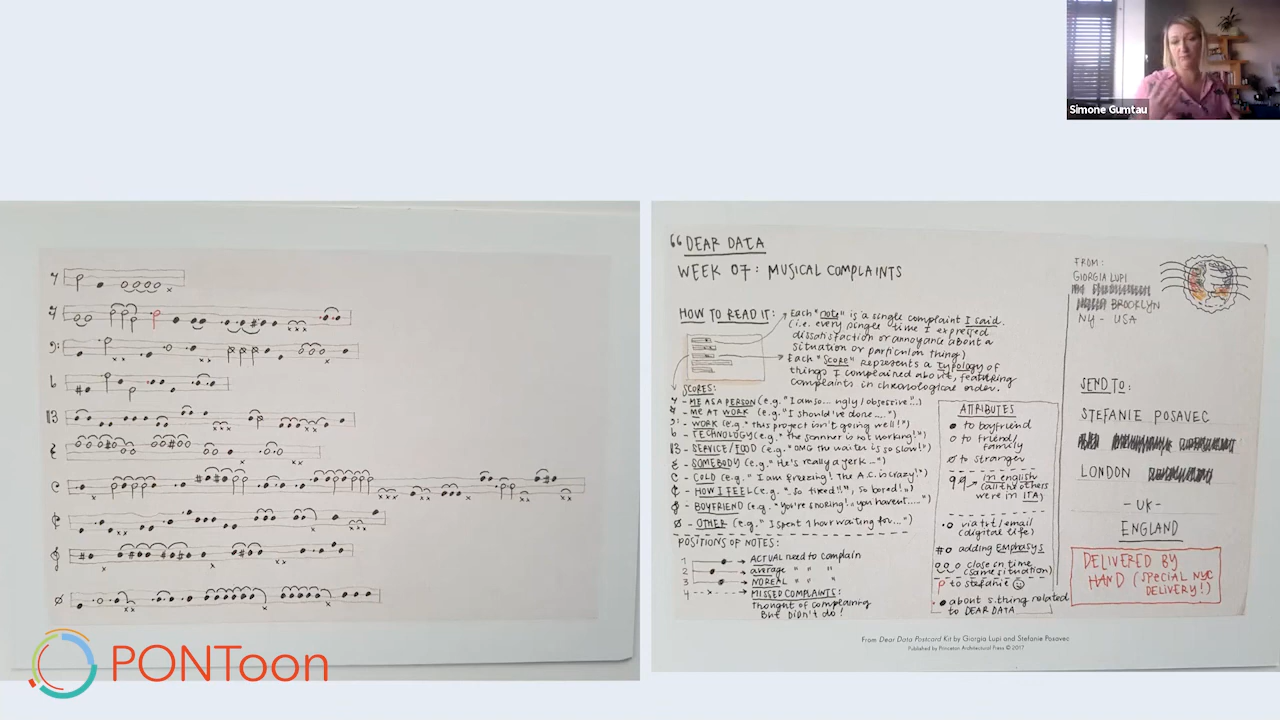 Simone Gumtau
“ DEAR DATA
WEEK 07: MUSICAL COMPLAINTS
HOW TO READ IT:
Each "note" is a single complaint I said.
(i.e. every single time I expressed
dissatisfaction or annoyance about a
situation or particular thing)
Each "score" represents a typology of
things I complained about, featuring
complaints in chronological order.
SCORES:
ME AS A PERSON (e.g. "I am so... ugly/obsessive...")
ME AT WORK (e.g. "I should've done....")
WORK (e.g. "this project isn't going well!")
TECHNOLOGY (e.g. "the scanner is not working!")
SERVICE/FOOD (e.g. "OMG the waiter is so slow!")
SOMEBODY (e.g. "He's really a jerk...")
COLD (e.g. "I am freezing! The A.C. is crazy!")
HOW I FEEL (e.g. "..so tired!!", so bored!")
BOYFRIEND (e.g. "You're snoring! you haven't....")
Ø - OTHER (e.g. "I spent 1 hour waiting for...")
POSITIONS OF NOTES:
1 ACTUAL need to complain
2 average " " "
3 NO REAL " " "
4 MISSED COMPLAINTS:
Thought of complaining
But didn't do!
ATTRIBUTES
to boyfriend
to friend/
family
to stranger
in english
(all the others
were in ITA)
via txt/email
(digital life)
adding EMPHASYS
close in time
(same situation)
to stefanie
about s.thing related
to DEAR DATA
FROM:
GIORGIA LUPI
BROOKLYN
NY - USA
SEND TO:
STEFANIE POSAVEC
LONDON
- UK -
ENGLAND
DELIVERED BY
HAND (SPECIAL NYC
DELIVERY!)
From Dear Data Postcard Kit by Giorgia Lupi and Stefanie Posavec
Published by Princeton Architectural Press © 2017
PONToon